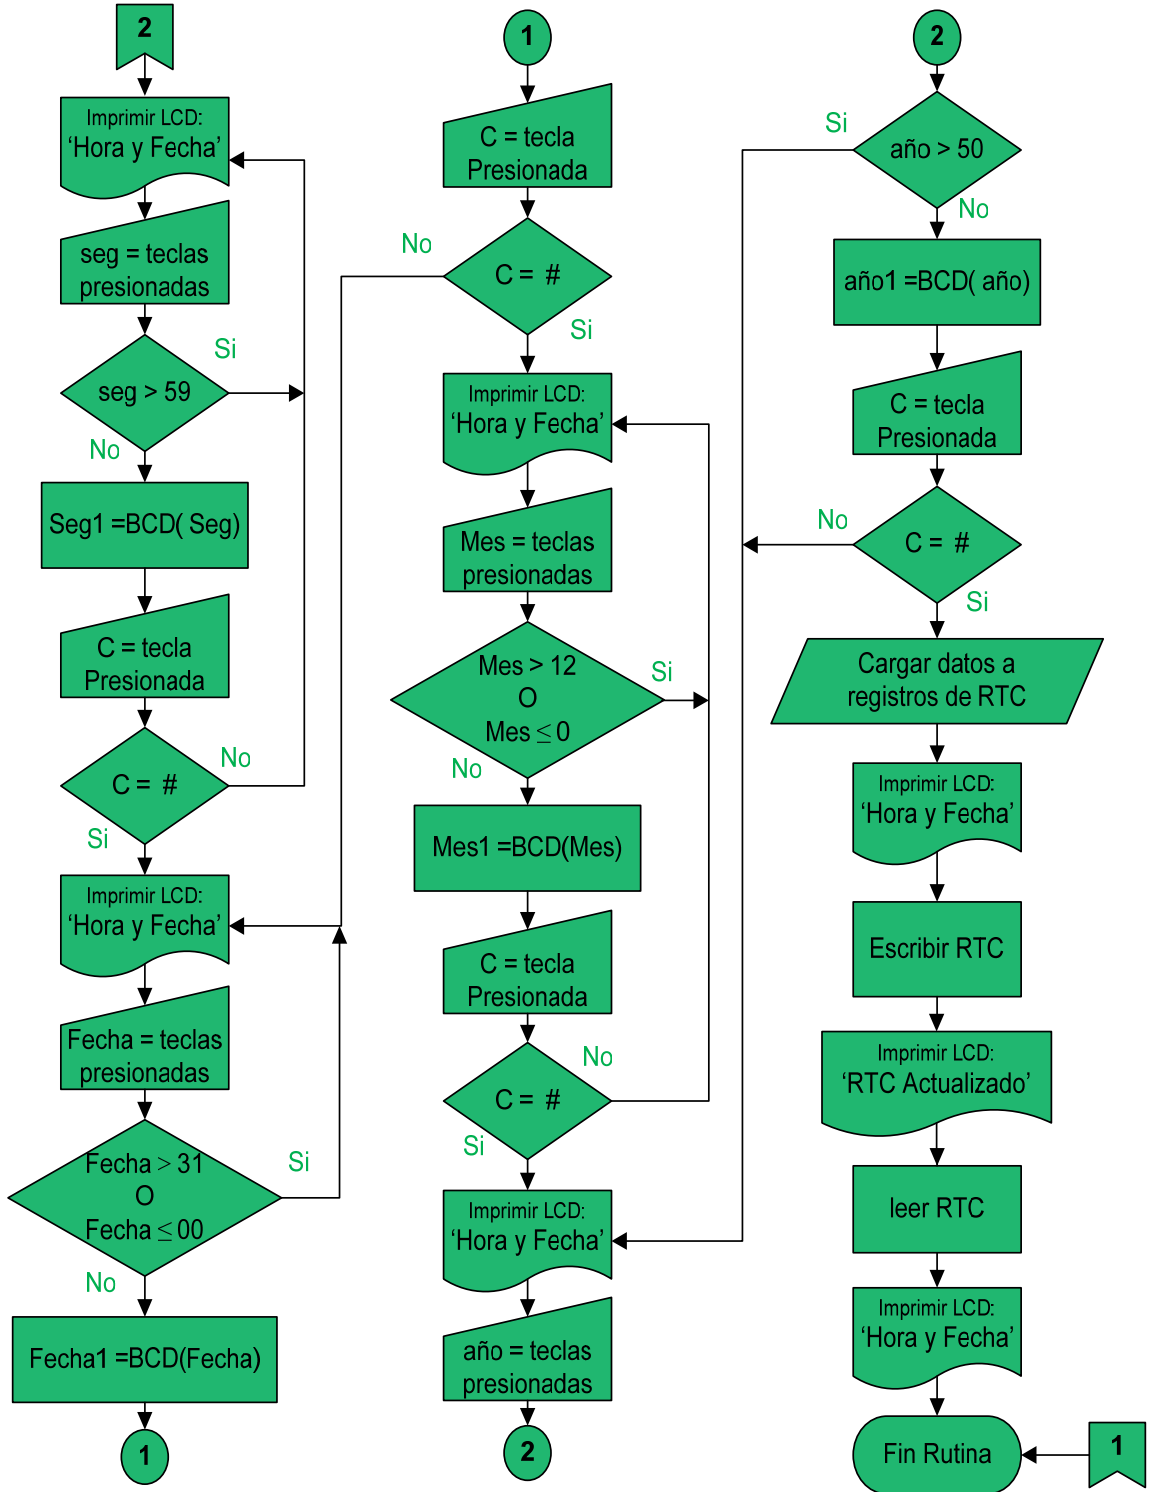 2
Imprimir LCD:
‘Hora y Fecha’
seg = teclas
presionadas
Si
seg > 59
No
Seg1 =BCD( Seg)
C = tecla
Presionada
No
C = #
Si
Imprimir LCD:
‘Hora y Fecha’
Fecha = teclas
presionadas
Fecha > 31
O
Fecha ≤ 00
Si
No
Fecha1 =BCD(Fecha)
1
1
C = tecla
Presionada
No
C = #
Si
Imprimir LCD:
‘Hora y Fecha’
Mes = teclas
presionadas
Mes > 12
O
Mes ≤ 0
Si
No
Mes1 =BCD(Mes)
C = tecla
Presionada
No
C = #
Si
Imprimir LCD:
‘Hora y Fecha’
año = teclas
presionadas
2
2
Si
año > 50
No
año1 =BCD( año)
C = tecla
Presionada
No
C = #
Si
Cargar datos a
registros de RTC
Imprimir LCD:
‘Hora y Fecha’
Escribir RTC
Imprimir LCD:
‘RTC Actualizado’
leer RTC
Imprimir LCD:
‘Hora y Fecha’
Fin Rutina
1